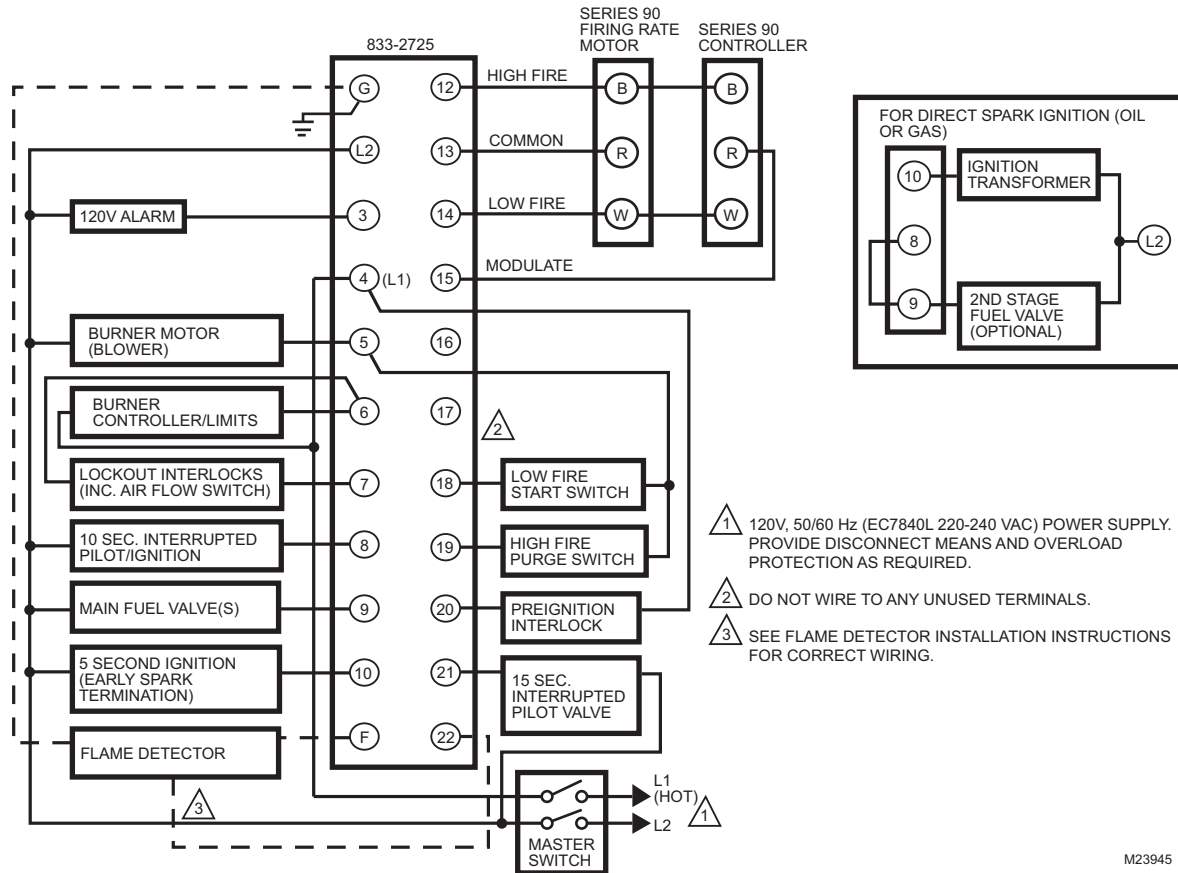 SERIES 90
FIRING RATE
MOTOR
SERIES 90
CONTROLLER
833-2725
G
12
HIGH FIRE
B
B
L2
13
COMMON
R
R
120V ALARM
3
14
LOW FIRE
W
W
4
(L1)
15
MODULATE
BURNER MOTOR
(BLOWER)
5
16
BURNER
CONTROLLER/LIMITS
6
17
2
LOCKOUT INTERLOCKS
(INC. AIR FLOW SWITCH)
7
18
LOW FIRE
START SWITCH
10 SEC. INTERRUPTED
PILOT/IGNITION
8
19
HIGH FIRE
PURGE SWITCH
MAIN FUEL VALVE(S)
9
20
PREIGNITION
INTERLOCK
5 SECOND IGNITION
(EARLY SPARK
TERMINATION)
10
21
15 SEC.
INTERRUPTED
PILOT VALVE
FLAME DETECTOR
F
22
3
L1
(HOT)
1
L2
MASTER
SWITCH
FOR DIRECT SPARK IGNITION (OIL
OR GAS)
10
IGNITION
TRANSFORMER
8
L2
9
2ND STAGE
FUEL VALVE
(OPTIONAL)
1 120V, 50/60 Hz (EC7840L 220-240 VAC) POWER SUPPLY.
PROVIDE DISCONNECT MEANS AND OVERLOAD
PROTECTION AS REQUIRED.
2 DO NOT WIRE TO ANY UNUSED TERMINALS.
3 SEE FLAME DETECTOR INSTALLATION INSTRUCTIONS
FOR CORRECT WIRING.
M23945